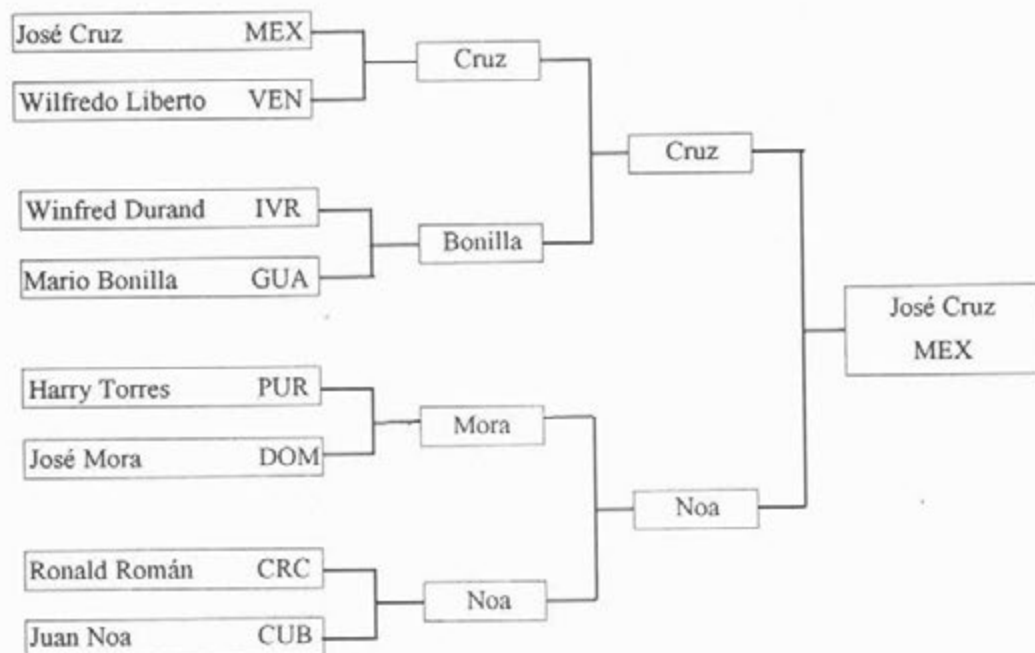 José Cruz MEX
Wilfredo Liberto VEN
Cruz
Winfred Durand IVR
Mario Bonilla GUA
Bonilla
Cruz
Harry Torres PUR
José Mora DOM
Mora
Ronald Román CRC
Juan Noa CUB
Noa
Noa
José Cruz
MEX